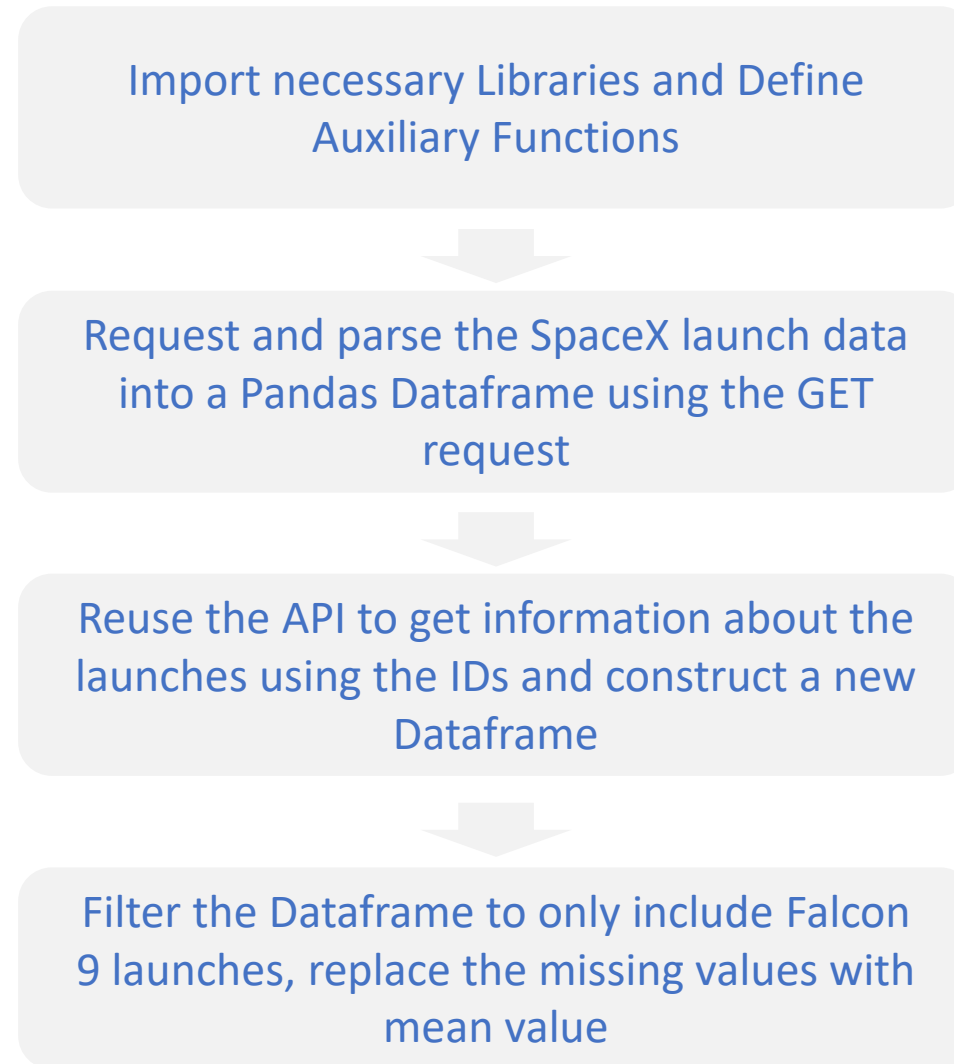 Import necessary Libraries and Define
Auxiliary Functions
Request and parse the SpaceX launch data
into a Pandas Dataframe using the GET
request
Reuse the API to get information about the
launches using the IDs and construct a new
Dataframe
Filter the Dataframe to only include Falcon
9 launches, replace the missing values with
mean value